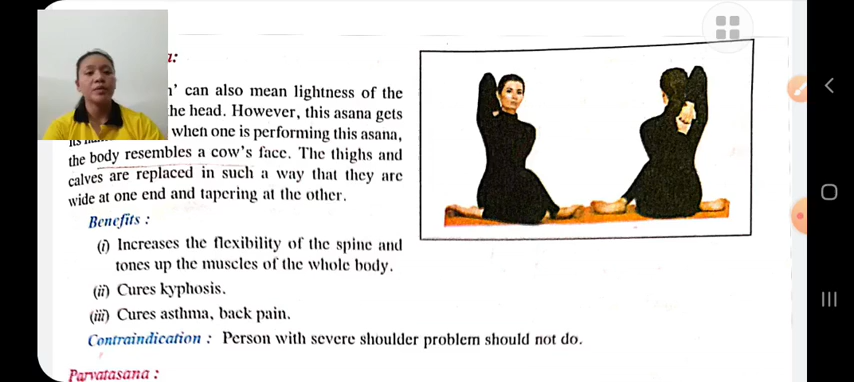 a:
n' can also mean lightness of the
he head. However, this asana gets
its when one is performing this asana,
the body resembles a cow's face. The thighs and
calves are replaced in such a way that they are
wide at one end and tapering at the other.
Benefits :
(i) Increases the flexibility of the spine and
tones up the muscles of the whole body.
(ii) Cures kyphosis.
(iii) Cures asthma, back pain.
Contraindication : Person with severe shoulder problem should not do.
Parvatasana :